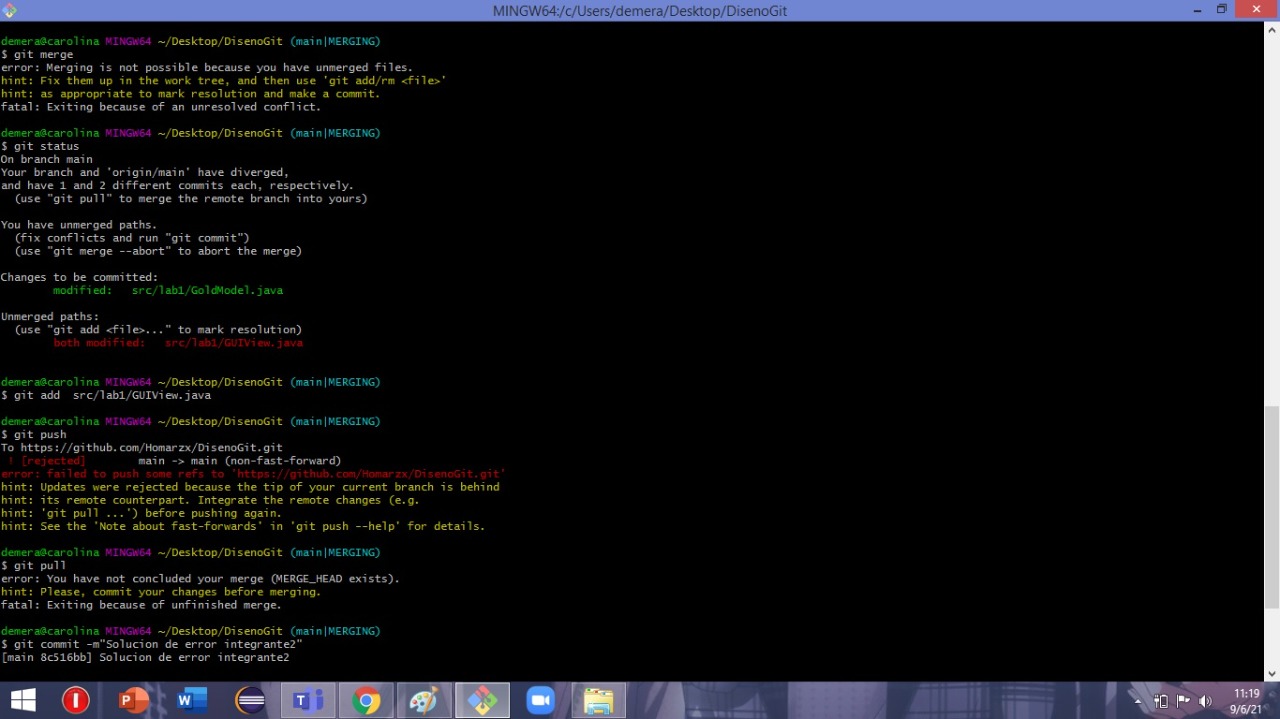 MINGW64:/c/Users/demera/Desktop/DisenoGit
demera@carolina MINGW64 ~/Desktop/DisenoGit (main|MERGING)
$ git merge
error: Merging is not possible because you have unmerged files.
hint: Fix them up in the work tree, and then use 'git add/rm <file>'
hint: as appropriate to mark resolution and make a commit.
fatal: Exiting because of an unresolved conflict.
demera@carolina MINGW64 ~/Desktop/DisenoGit (main|MERGING)
$ git status
On branch main
Your branch and 'origin/main' have diverged,
and have 1 and 2 different commits each, respectively.
(use "git pull" to merge the remote branch into yours)
You have unmerged paths.
(fix conflicts and run "git commit")
(use "git merge --abort" to abort the merge)
Changes to be committed:
modified:   src/lab1/GoldModel.java
Unmerged paths:
(use "git add <file>..." to mark resolution)
both modified:   src/lab1/GUIView.java
demera@carolina MINGW64 ~/Desktop/DisenoGit (main|MERGING)
$ git add  src/lab1/GUIView.java
demera@carolina MINGW64 ~/Desktop/DisenoGit (main|MERGING)
$ git push
To https://github.com/Homarzx/DisenoGit.git
! [rejected]        main -> main (non-fast-forward)
error: failed to push some refs to 'https://github.com/Homarzx/DisenoGit.git'
hint: Updates were rejected because the tip of your current branch is behind
hint: its remote counterpart. Integrate the remote changes (e.g.
hint: 'git pull ...') before pushing again.
hint: See the 'Note about fast-forwards' in 'git push --help' for details.
demera@carolina MINGW64 ~/Desktop/DisenoGit (main|MERGING)
$ git pull
error: You have not concluded your merge (MERGE_HEAD exists).
hint: Please, commit your changes before merging.
fatal: Exiting because of unfinished merge.
demera@carolina MINGW64 ~/Desktop/DisenoGit (main|MERGING)
$ git commit -m"Solucion de error integrante2"
[main 8c516bb] Solucion de error integrante2
11:19
9/6/21